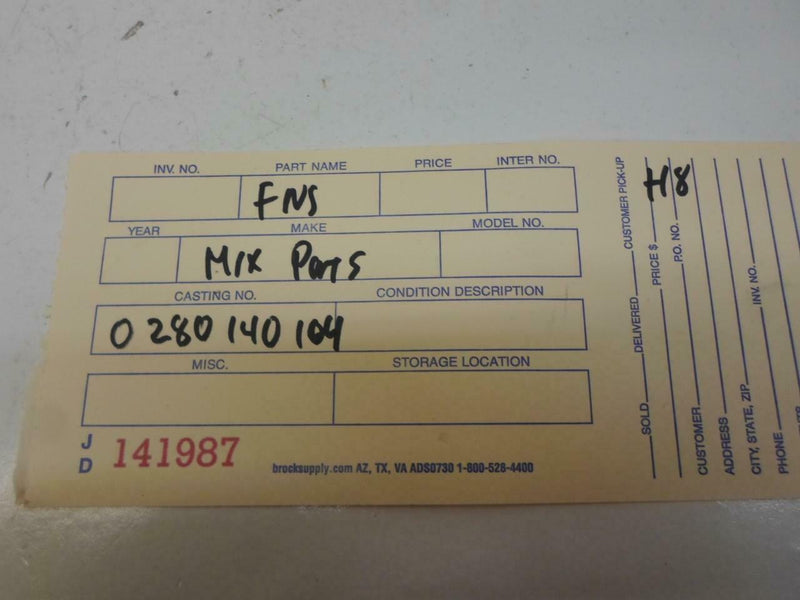 INV. NO. PART NAME PRICE INTER NO.
FNS
YEAR MAKE MODEL NO.
MIX Parts
CASTING NO. CONDITION DESCRIPTION
0 280 140 104
MISC. STORAGE LOCATION
J
D
141987
brocksupply.com AZ, TX, VA ADS0730 1-800-528-4400
SOLD DELIVERED CUSTOMER PICK-UP
PRICE $
H8
P.O. NO.
CUSTOMER
ADDRESS
CITY, STATE, ZIP INV. NO.
PHONE